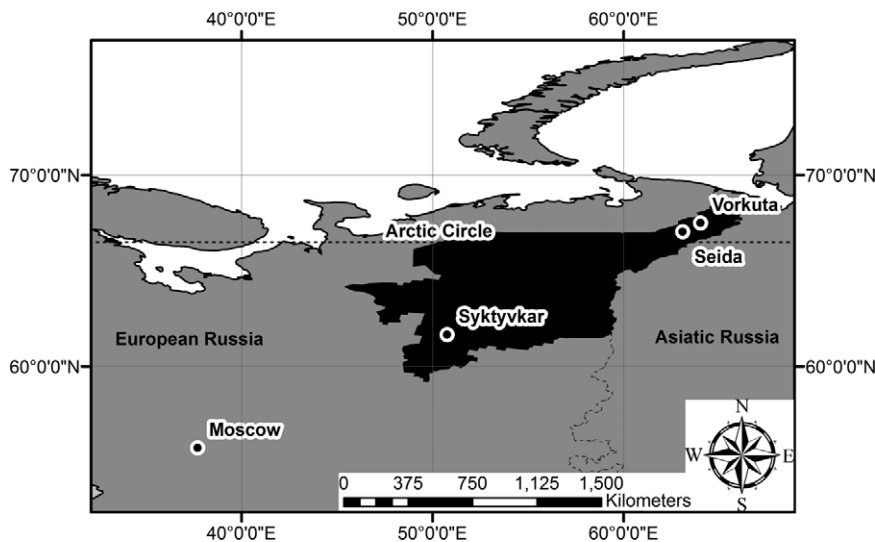 40°0'0"E 50°0'0"E 60°0'0"E
70°0'0"N 70°0'0"N
Vorkuta
Arctic Circle
Seida
Syktyvkar
European Russia Asiatic Russia
60°0'0"N 60°0'0"N
Moscow
N
W E
S
0 375 750 1,125 1,500
Kilometers
40°0'0"E 50°0'0"E 60°0'0"E